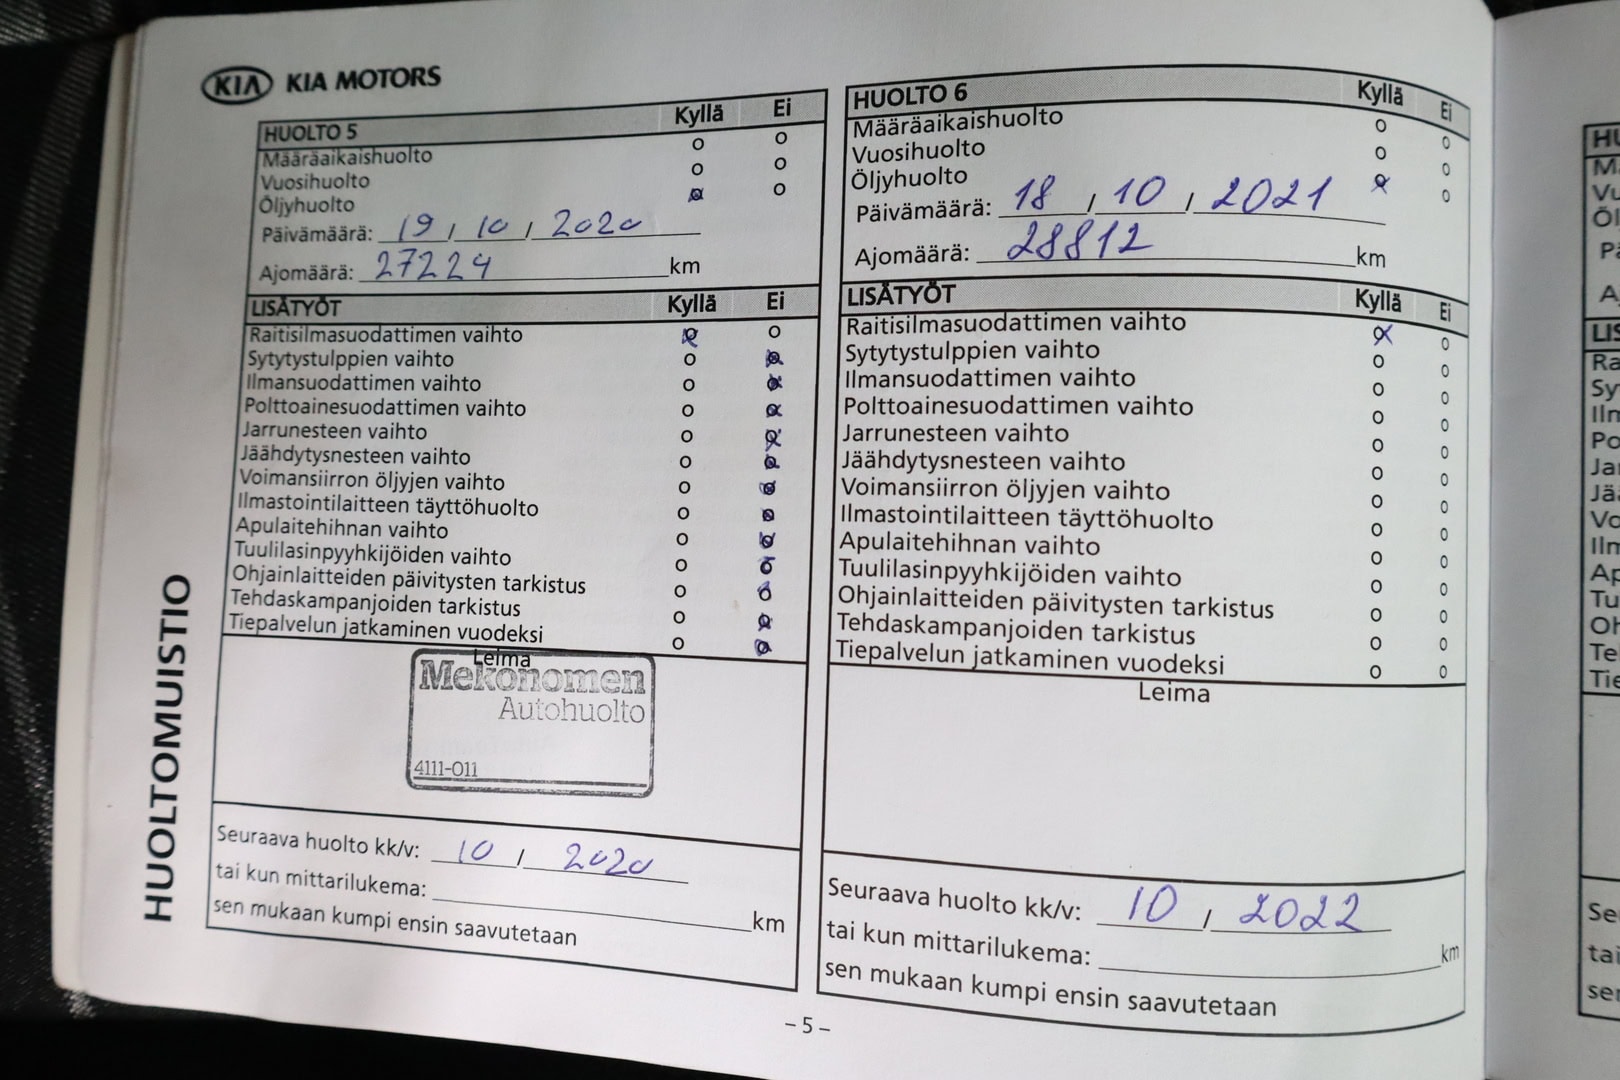 KIA KIA MOTORS
HUOLTO 5 Kyllä Ei
Määräaikaishuolto o o
Vuosihuolto o o
Öljyhuolto o o
Päivämäärä: 19 / 10 / 2020
Ajomäärä: 27224 km
LISÄTYÖT Kyllä Ei
Raitisilmasuodattimen vaihto o o
Sytytystulppien vaihto o o
Ilmansuodattimen vaihto o o
Polttoainesuodattimen vaihto o o
Jarrunesteen vaihto o o
Jäähdytysnesteen vaihto o o
Voimansiirron öljyjen vaihto o o
Ilmastointilaitteen täyttöhuolto o o
Apulaitehihnan vaihto o o
Tuulilasinpyyhkijöiden vaihto o o
Ohjainlaitteiden päivitysten tarkistus o o
Tehdaskampanjoiden tarkistus o o
Tiepalvelun jatkaminen vuodeksi o o
Leima
Mekonomen
Autohuolto
4111-011
Seuraava huolto kk/v: 10 / 2020
tai kun mittarilukema: km
sen mukaan kumpi ensin saavutetaan
HUOLTO 6 Kyllä Ei
Määräaikaishuolto o o
Vuosihuolto o o
Öljyhuolto o o
Päivämäärä: 18 / 10 / 2021
Ajomäärä: 28812 km
LISÄTYÖT Kyllä Ei
Raitisilmasuodattimen vaihto o o
Sytytystulppien vaihto o o
Ilmansuodattimen vaihto o o
Polttoainesuodattimen vaihto o o
Jarrunesteen vaihto o o
Jäähdytysnesteen vaihto o o
Voimansiirron öljyjen vaihto o o
Ilmastointilaitteen täyttöhuolto o o
Apulaitehihnan vaihto o o
Tuulilasinpyyhkijöiden vaihto o o
Ohjainlaitteiden päivitysten tarkistus o o
Tehdaskampanjoiden tarkistus o o
Tiepalvelun jatkaminen vuodeksi o o
Leima
Seuraava huolto kk/v: 10 / 2022
tai kun mittarilukema: km
sen mukaan kumpi ensin saavutetaan
HUOLTOMUISTIO
– 5 –